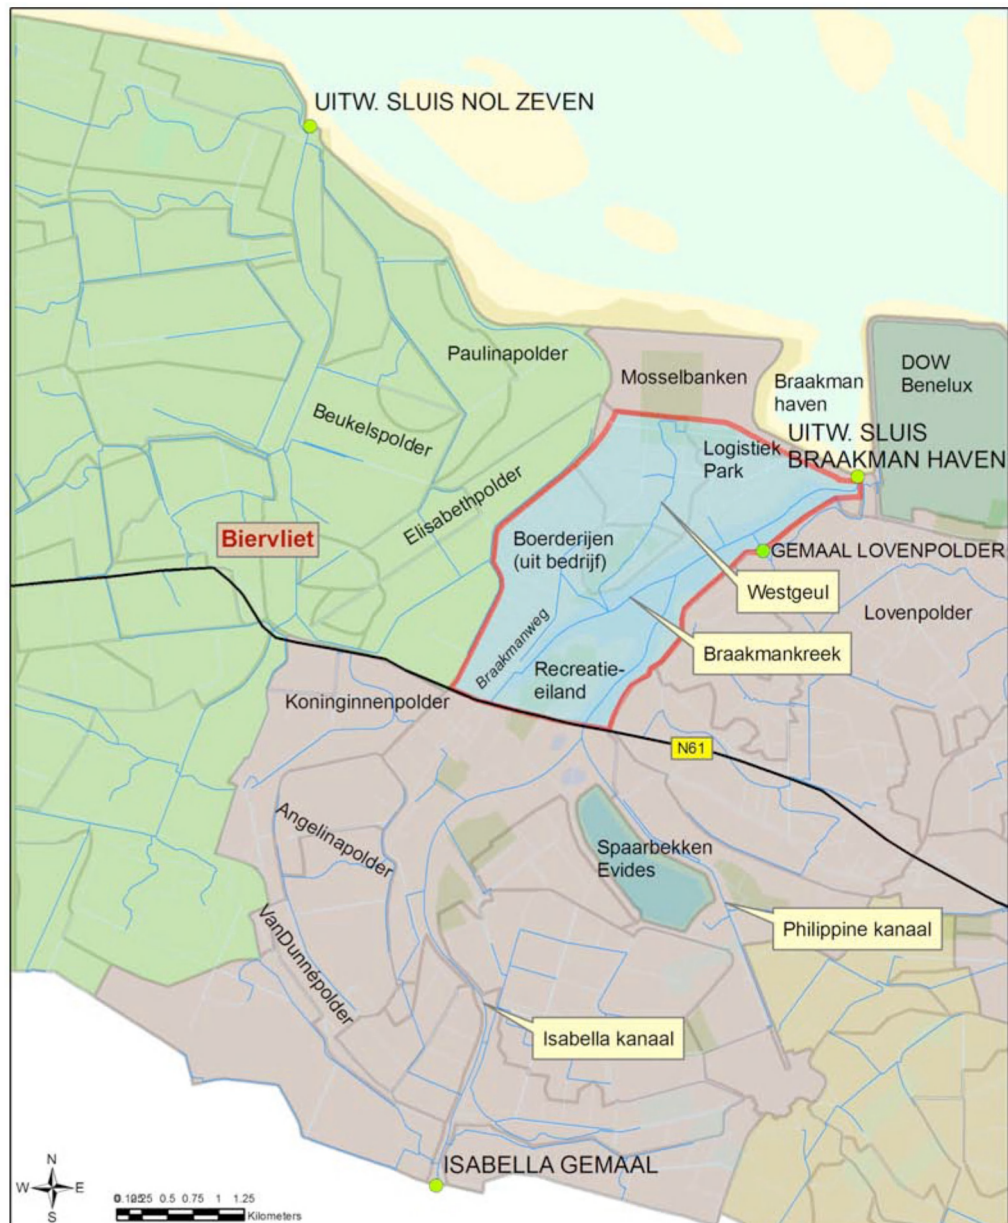 UITW. SLUIS NOL ZEVEN
Paulinapolder
Mosselbanken
Braakman
haven
DOW
Benelux
Beukelspolder
UITW. SLUIS
BRAAKMAN HAVEN
Logistiek
Park
Elisabethpolder
Biervliet
Boerderijen
(uit bedrijf)
GEMAAL LOVENPOLDER
Westgeul
Lovenpolder
Braakmanweg
Braakmankreek
Recreatie-
eiland
Koninginnenpolder
N61
Angelinapolder
Spaarbekken
Evides
VanDunnépolder
Philippine kanaal
Isabella kanaal
ISABELLA GEMAAL
N
W E
S
0.5 0.75 1 1.25
Kilometers